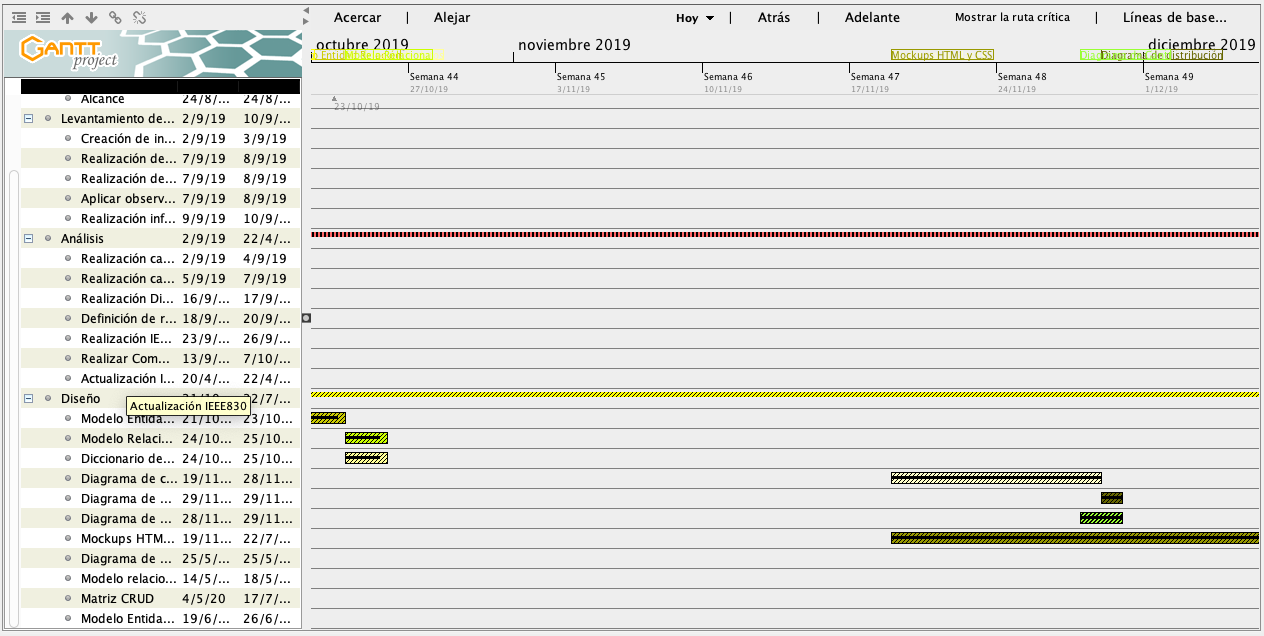 Acercar | Alejar Hoy | Atrás | Adelante Mostrar la ruta crítica | Líneas de base...
GANTT
project
octubre 2019 noviembre 2019 diciembre 2019
Mockups HTML y CSS Diagrama de distribución
Semana 44 Semana 45 Semana 46 Semana 47 Semana 48 Semana 49
27/10/19 3/11/19 10/11/19 17/11/19 24/11/19 1/12/19
23/10/19
Alcance 24/8/... 24/8/...
Levantamiento de... 2/9/19 10/9/...
Creación de in... 2/9/19 3/9/19
Realización de... 7/9/19 8/9/19
Realización de... 7/9/19 8/9/19
Aplicar observ... 7/9/19 8/9/19
Realización inf... 9/9/19 10/9/...
Análisis 2/9/19 22/4/...
Realización ca... 2/9/19 4/9/19
Realización ca... 5/9/19 7/9/19
Realización Di... 16/9/... 17/9/...
Definición de r... 18/9/... 20/9/...
Realización IE... 23/9/... 26/9/...
Realizar Com... 13/9/... 7/10/...
Actualización I... 20/4/... 22/4/...
Diseño 22/7/...
Actualización IEEE830
Modelo Entida... 21/10... 23/10...
Modelo Relaci... 24/10... 25/10...
Diccionario de... 24/10... 25/10...
Diagrama de c... 19/11... 28/11...
Diagrama de ... 29/11... 29/11...
Diagrama de ... 28/11... 29/11...
Mockups HTM... 19/11... 22/7/...
Diagrama de ... 25/5/... 25/5/...
Modelo relacio... 14/5/... 18/5/...
Matriz CRUD 4/5/20 17/7/...
Modelo Entida... 19/6/... 26/6/...